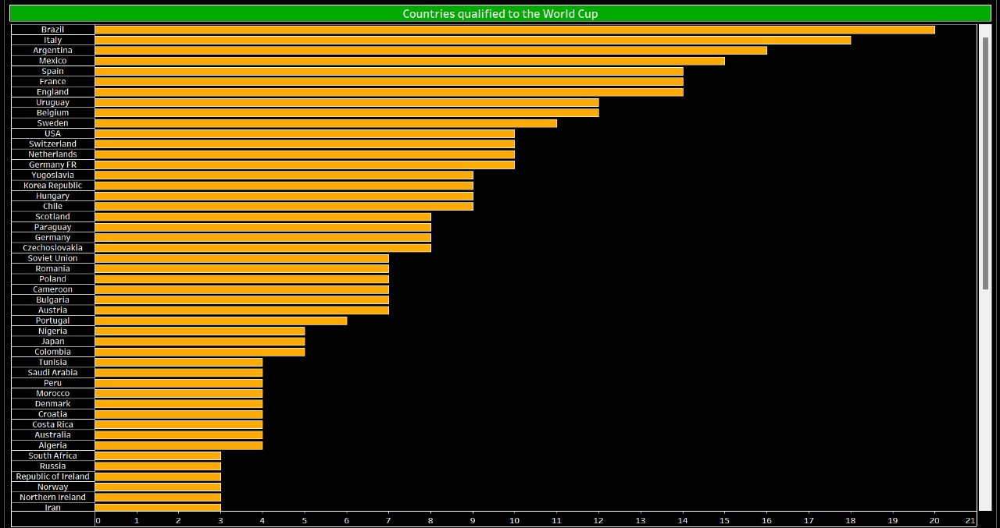 Countries qualified to the World Cup
Brazil
Italy
Argentina
Mexico
Spain
France
England
Uruguay
Belgium
Sweden
USA
Switzerland
Netherlands
Germany FR
Yugoslavia
Korea Republic
Hungary
Chile
Scotland
Paraguay
Germany
Czechoslovakia
Soviet Union
Romania
Poland
Cameroon
Bulgaria
Austria
Portugal
Nigeria
Japan
Colombia
Tunisia
Saudi Arabia
Peru
Morocco
Denmark
Croatia
Costa Rica
Australia
Algeria
South Africa
Russia
Republic of Ireland
Norway
Northern Ireland
Iran
0 1 2 3 4 5 6 7 8 9 10 11 12 13 14 15 16 17 18 19 20 21